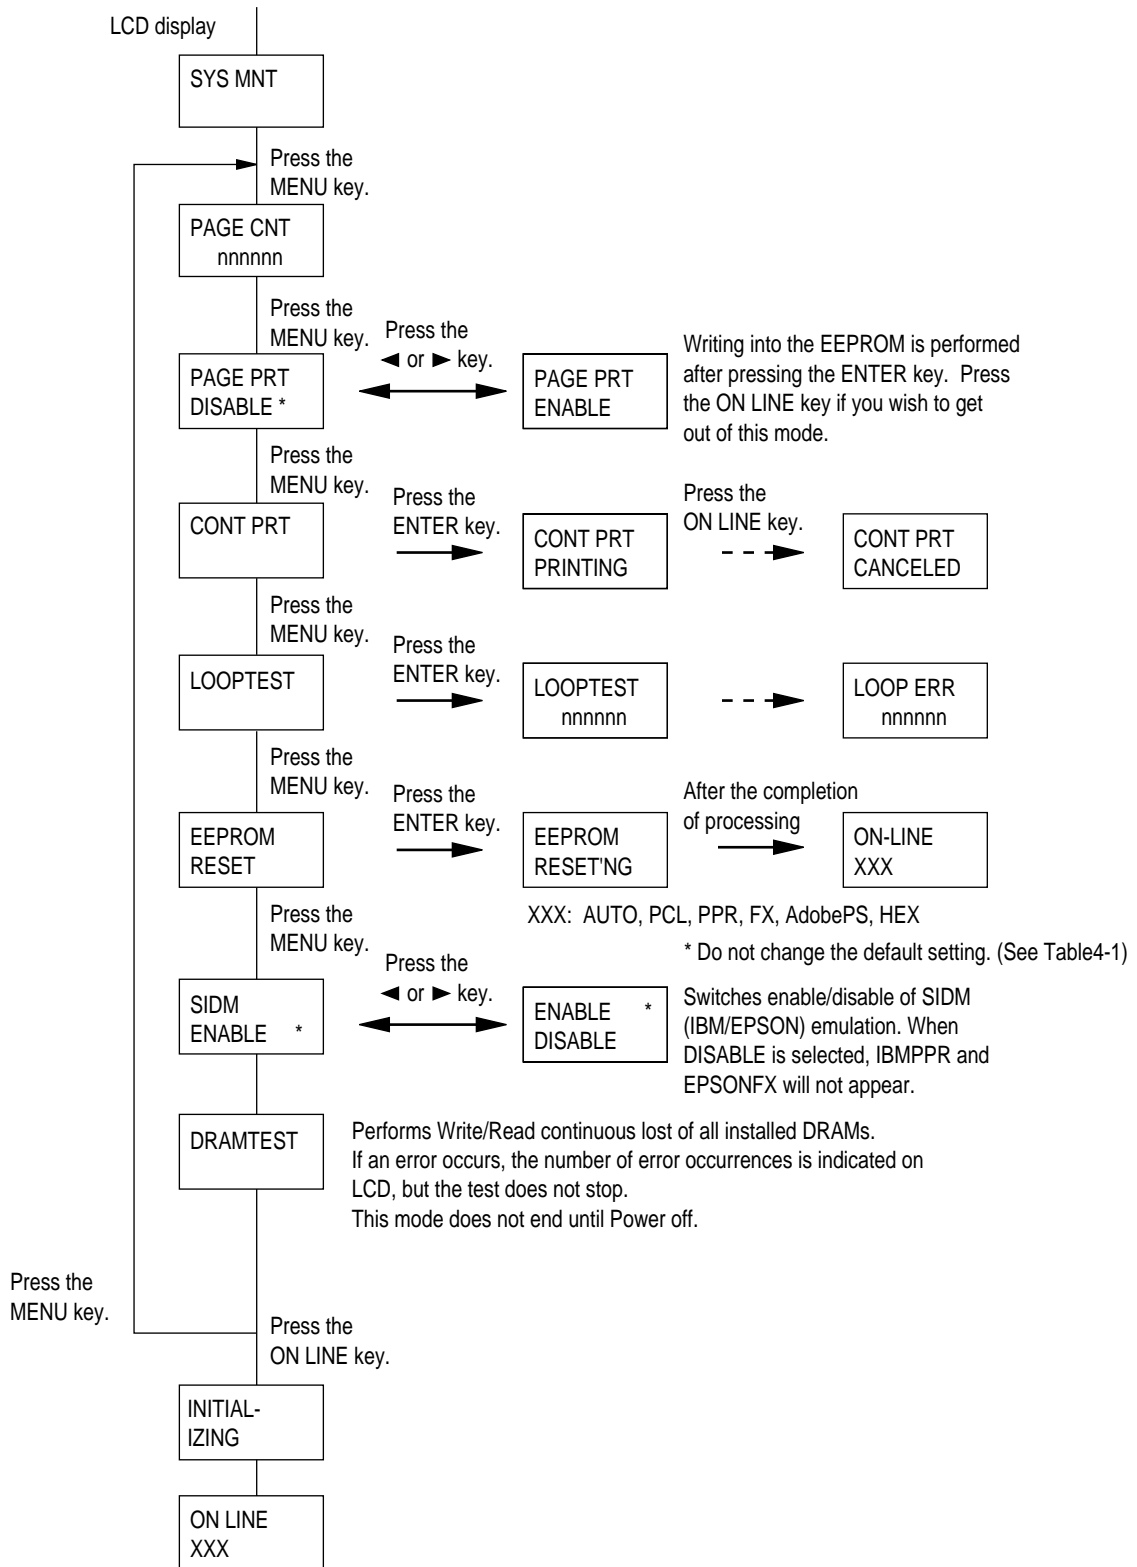 LCD display
SYS MNT
Press the
MENU key.
PAGE CNT
nnnnnn
Press the
MENU key.
Press the
◄ or ► key.
PAGE PRT
DISABLE *
PAGE PRT
ENABLE
Writing into the EEPROM is performed
after pressing the ENTER key.  Press
the ON LINE key if you wish to get
out of this mode.
Press the
MENU key.
CONT PRT
Press the
ENTER key.
CONT PRT
PRINTING
Press the
ON LINE key.
CONT PRT
CANCELED
Press the
MENU key.
LOOPTEST
Press the
ENTER key.
LOOPTEST
nnnnnn
LOOP ERR
nnnnnn
Press the
MENU key.
EEPROM
RESET
Press the
ENTER key.
EEPROM
RESET'NG
After the completion
of processing
ON-LINE
XXX
XXX:  AUTO, PCL, PPR, FX, AdobePS, HEX
* Do not change the default setting. (See Table4-1)
Press the
MENU key.
SIDM
ENABLE *
Press the
◄ or ► key.
ENABLE *
DISABLE
Switches enable/disable of SIDM
(IBM/EPSON) emulation. When
DISABLE is selected, IBMPPR and
EPSONFX will not appear.
DRAMTEST
Performs Write/Read continuous lost of all installed DRAMs.
If an error occurs, the number of error occurrences is indicated on
LCD, but the test does not stop.
This mode does not end until Power off.
Press the
MENU key.
Press the
ON LINE key.
INITIAL-
IZING
ON LINE
XXX